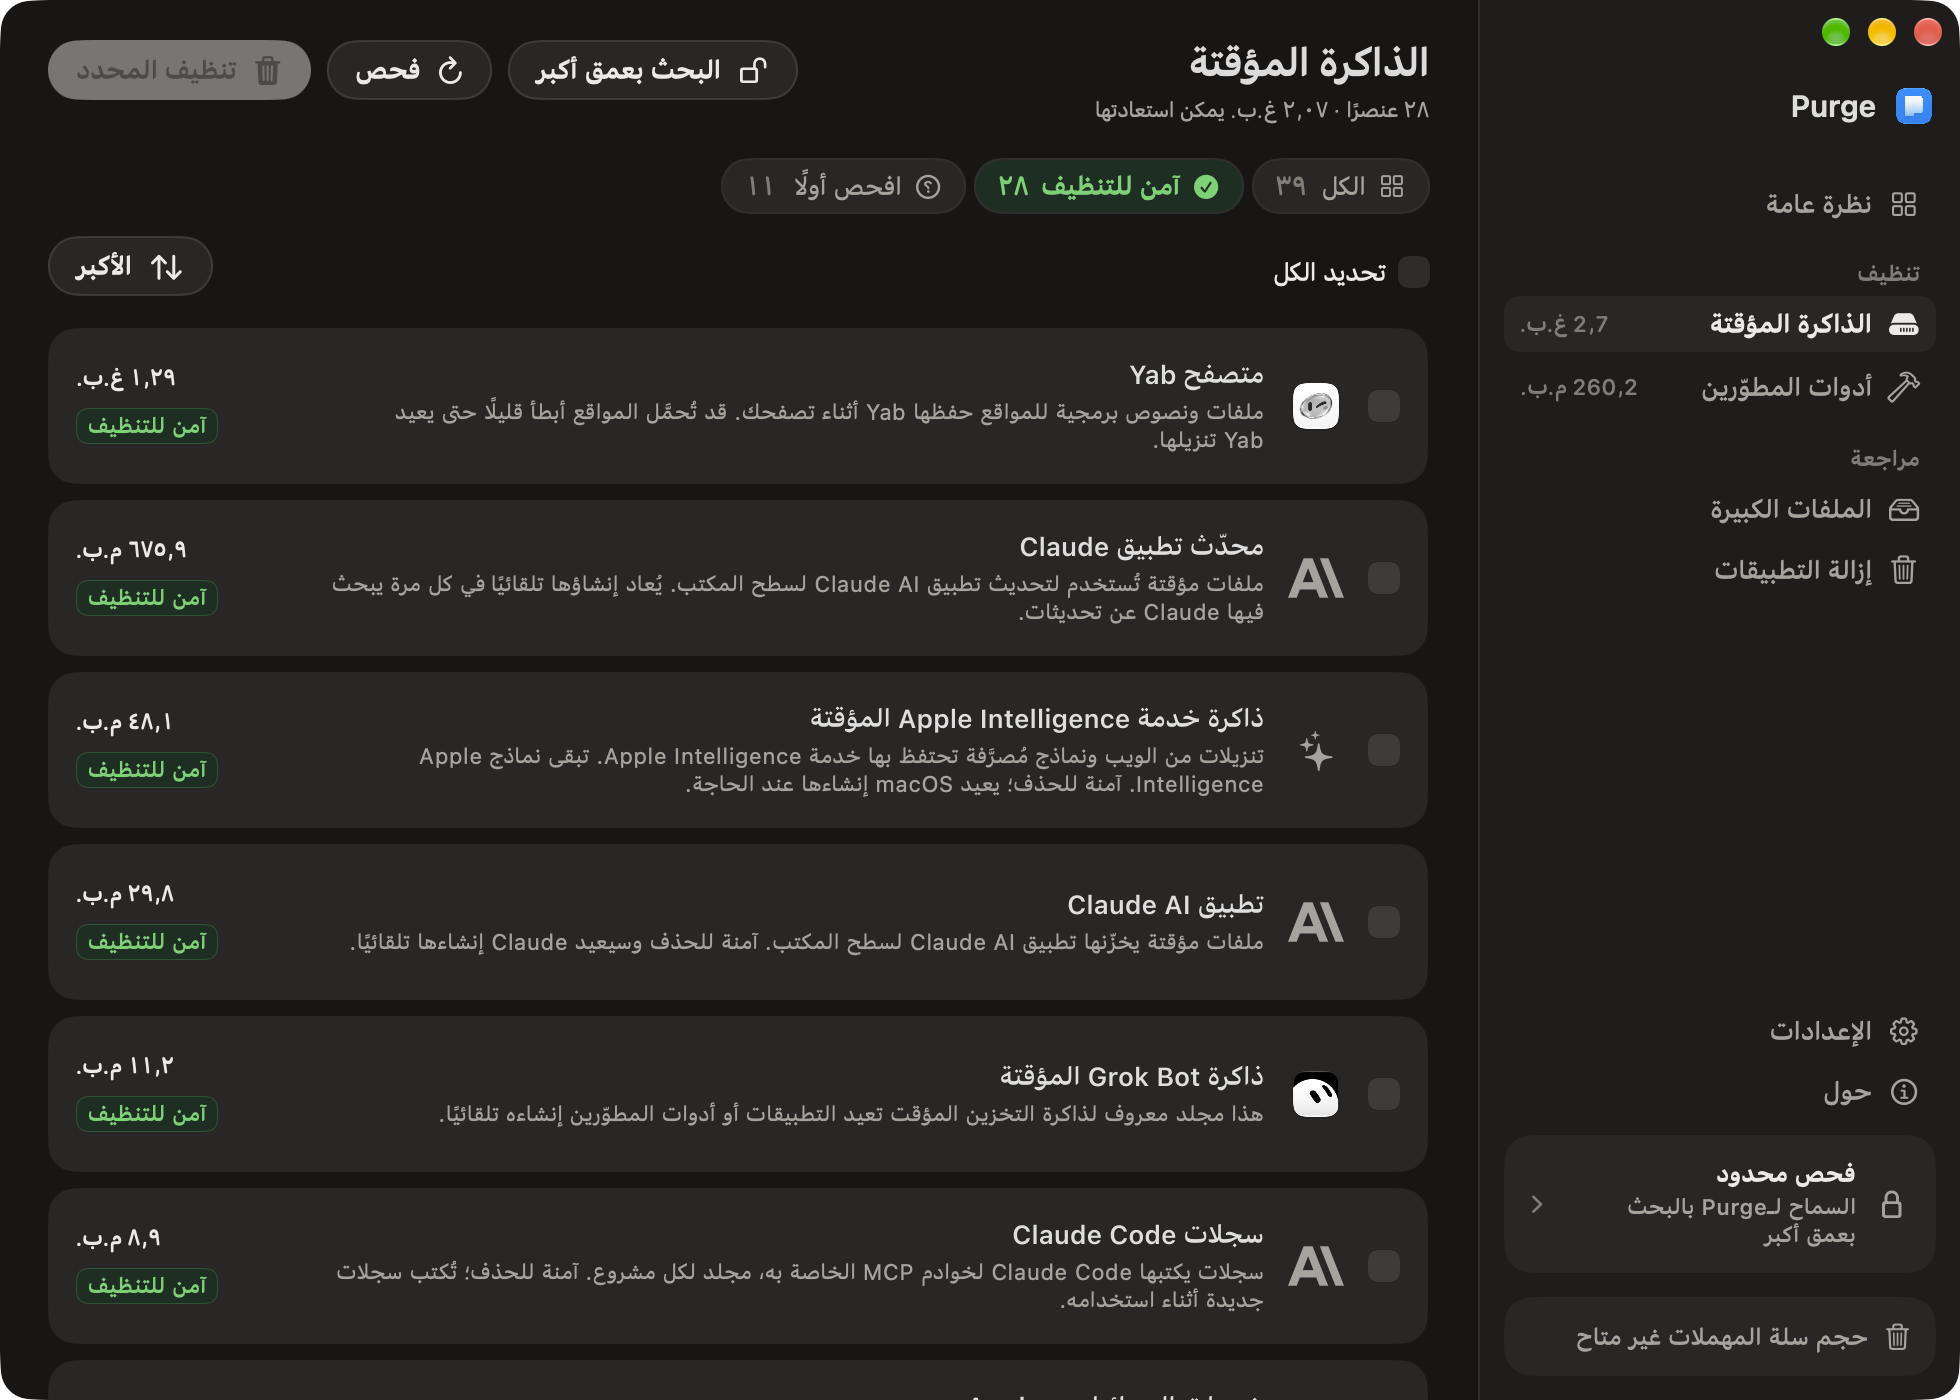 Purge
نظرة عامة
تنظيف
الذاكرة المؤقتة 2,7 غ.ب.
أدوات المطوّرين 260,2 م.ب.
مراجعة
الملفات الكبيرة
إزالة التطبيقات
الإعدادات
حول
فحص محدود
السماح لـPurge بالبحث
بعمق أكبر
حجم سلة المهملات غير متاح
الذاكرة المؤقتة
٢٨ عنصرًا · ٢,٠٧ غ.ب. يمكن استعادتها
البحث بعمق أكبر
فحص
تنظيف المحدد
الكل ٣٩
آمن للتنظيف ٢٨
افحص أولًا ١١
تحديد الكل
الأكبر
متصفح Yab
ملفات ونصوص برمجية للمواقع حفظها Yab أثناء تصفحك. قد تُحمَّل المواقع أبطأ قليلًا حتى يعيد
Yab تنزيلها.
١,٢٩ غ.ب.
آمن للتنظيف
محدّث تطبيق Claude
ملفات مؤقتة تُستخدم لتحديث تطبيق Claude AI لسطح المكتب. يُعاد إنشاؤها تلقائيًا في كل مرة يبحث
فيها Claude عن تحديثات.
٦٧٥,٩ م.ب.
آمن للتنظيف
ذاكرة خدمة Apple Intelligence المؤقتة
تنزيلات من الويب ونماذج مُصرَّفة تحتفظ بها خدمة Apple Intelligence. تبقى نماذج Apple
Intelligence. آمنة للحذف؛ يعيد macOS إنشاءها عند الحاجة.
٤٨,١ م.ب.
آمن للتنظيف
تطبيق Claude AI
ملفات مؤقتة يخزّنها تطبيق Claude AI لسطح المكتب. آمنة للحذف وسيعيد Claude إنشاءها تلقائيًا.
٢٩,٨ م.ب.
آمن للتنظيف
ذاكرة Grok Bot المؤقتة
هذا مجلد معروف لذاكرة التخزين المؤقت تعيد التطبيقات أو أدوات المطوّرين إنشاءه تلقائيًا.
١١,٢ م.ب.
آمن للتنظيف
سجلات Claude Code
سجلات يكتبها Claude Code لخوادم MCP الخاصة به، مجلد لكل مشروع. آمنة للحذف؛ تُكتب سجلات
جديدة أثناء استخدامه.
٨,٩ م.ب.
آمن للتنظيف